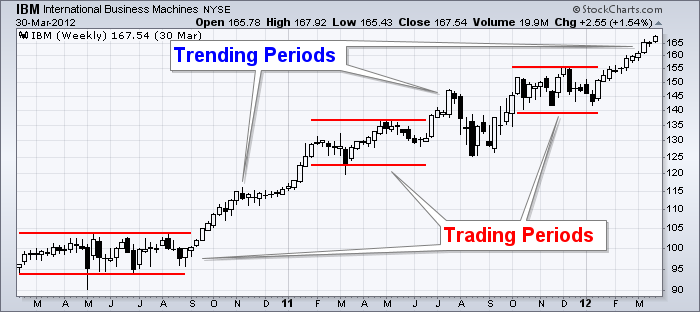 IBM International Business Machines NYSE
© StockCharts.com
30-Mar-2012
Open 165.78 High 167.92 Low 165.43 Close 167.54 Volume 19.9M Chg +2.55 (+1.54%)
IBM (Weekly) 167.54 (30 Mar)
Trending Periods
Trading Periods
165
160
155
150
145
140
135
130
125
120
115
110
105
100
95
90
M A M J J A S O N D 11 F M A M J J A S O N D 12 F M